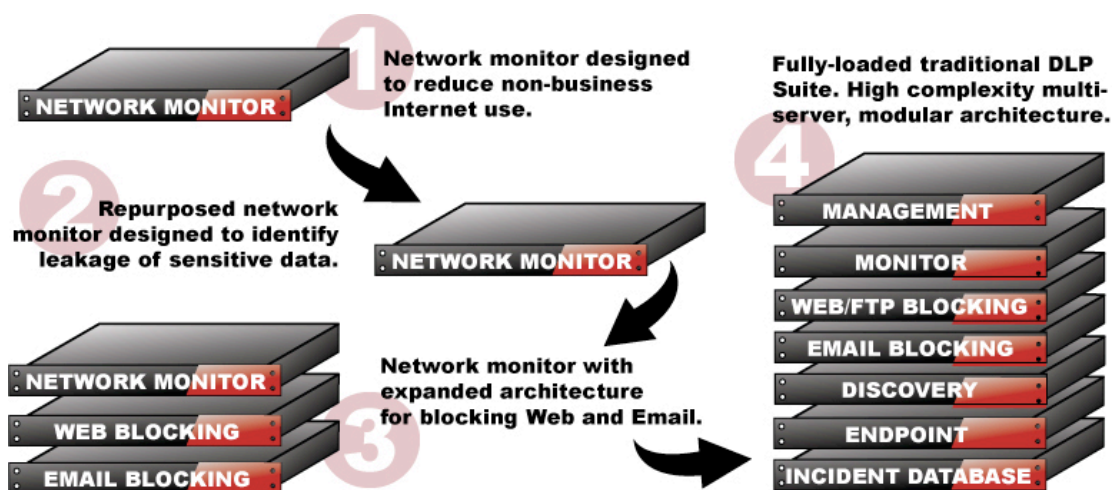 1
NETWORK MONITOR
Network monitor designed
to reduce non-business
Internet use.
2
Repurposed network
monitor designed to identify
leakage of sensitive data.
NETWORK MONITOR
3
NETWORK MONITOR
WEB BLOCKING
EMAIL BLOCKING
Network monitor with
expanded architecture
for blocking Web and Email.
4
Fully-loaded traditional DLP
Suite. High complexity multi-
server, modular architecture.
MANAGEMENT
MONITOR
WEB/FTP BLOCKING
EMAIL BLOCKING
DISCOVERY
ENDPOINT
INCIDENT DATABASE